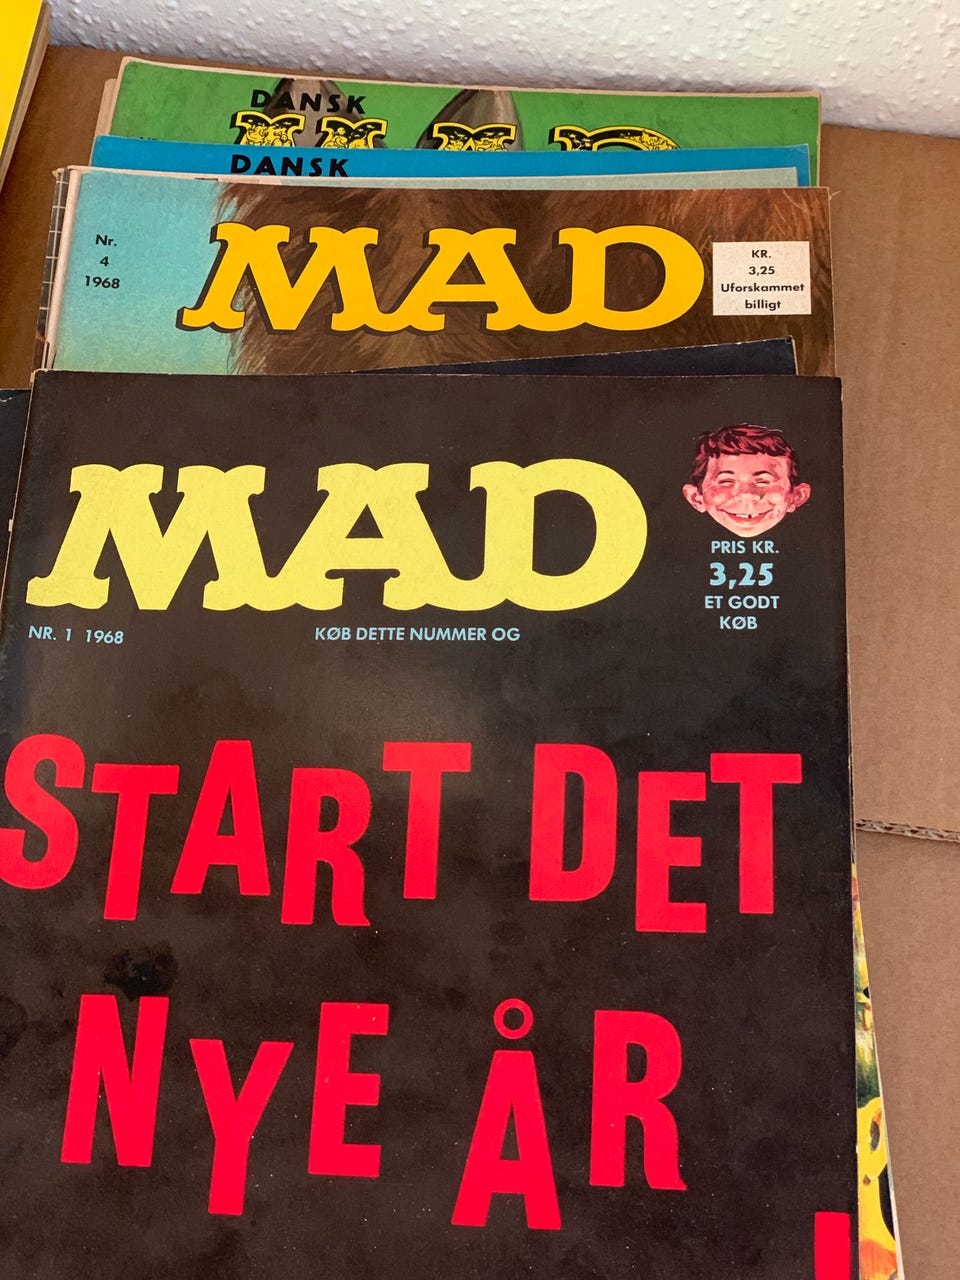 DANSK
MAD
DANSK
Nr.
4
1968
MAD
KR.
3,25
Uforskammet
billigt
MAD
PRIS KR.
3,25
ET GODT
KØB
NR. 1 1968
KØB DETTE NUMMER OG
START DET
NYE ÅR